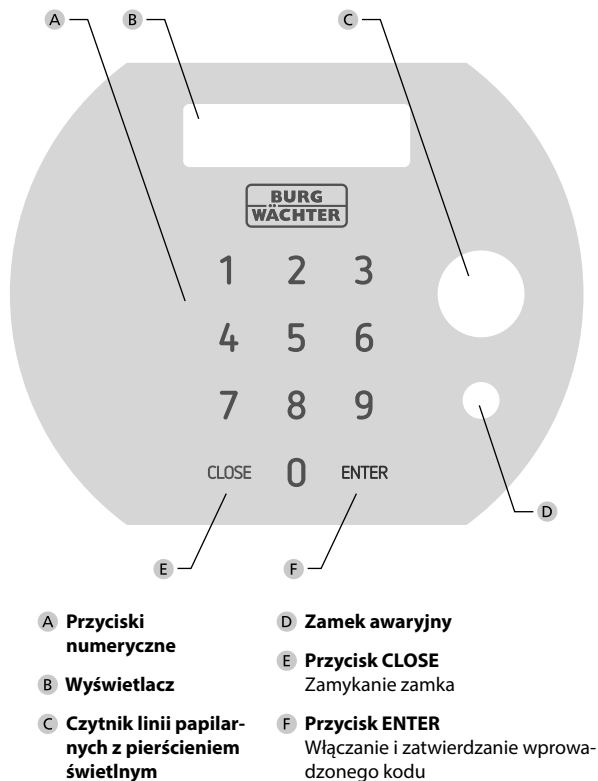 A B C
BURG
WÄCHTER
1 2 3
4 5 6
7 8 9
CLOSE 0 ENTER
D
E F
A Przyciski
numeryczne
B Wyświetlacz
C Czytnik linii papilar-
nych z pierścieniem
świetlnym
D Zamek awaryjny
E Przycisk CLOSE
Zamykanie zamka
F Przycisk ENTER
Włączanie i zatwierdzanie wprowa-
dzonego kodu